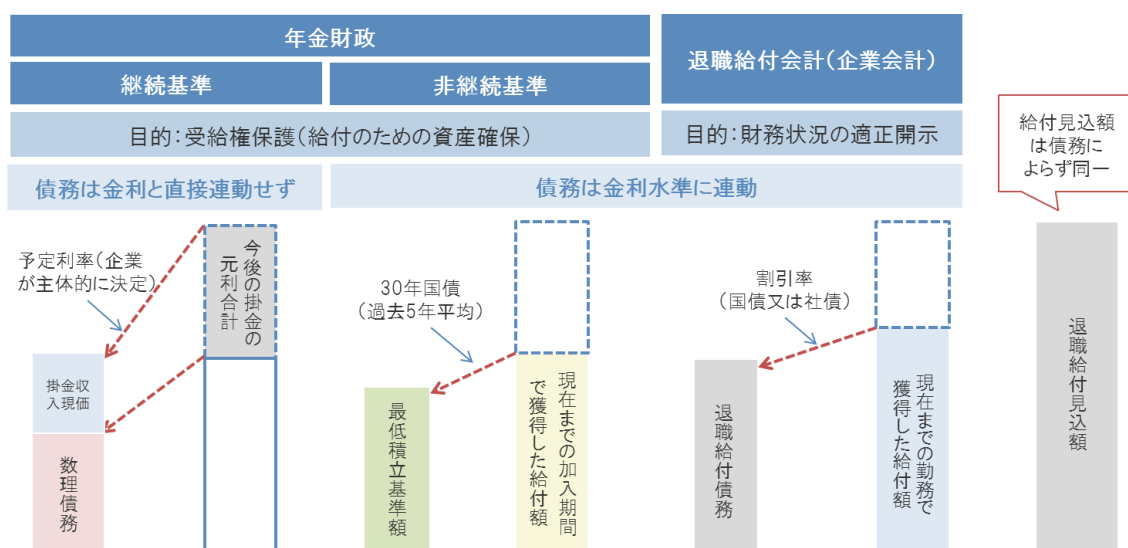 年金財政
退職給付会計(企業会計)
継続基準
非継続基準
目的:受給権保護(給付のための資産確保)
目的:財務状況の適正開示
債務は金利と直接連動せず
債務は金利水準に連動
給付見込額
は債務に
よらず同一
予定利率(企業
が主体的に決定)
今後の掛金の
元利合計
掛金収
入現価
数理債務
30年国債
(過去5年平均)
最低積立基準額
現在までの加入期間
で獲得した給付額
割引率
(国債又は社債)
退職給付債務
現在までの勤務で
獲得した給付額
退職給付見込額